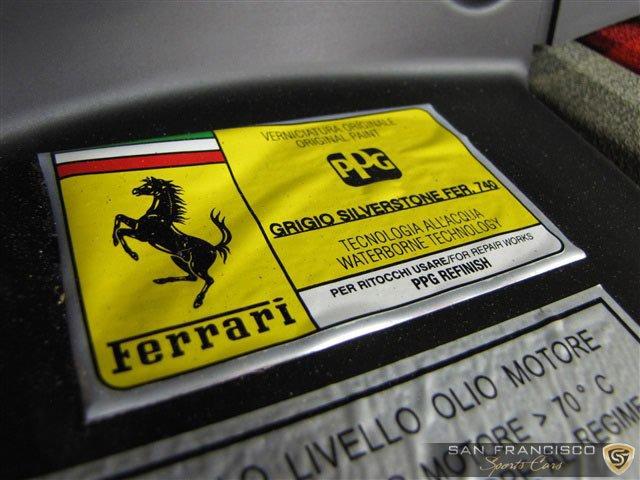 VERNICIATURA ORIGINALE
ORIGINAL PAINT
PPG
GRIGIO SILVERSTONE FER. 740
TECNOLOGIA ALL'ACQUA
WATERBORNE TECHNOLOGY
PER RITOCCHI USARE/FOR REPAIR WORKS
PPG REFINISH
Ferrari
LIVELLO OLIO MOTORE
MOTORE > 70° C
REGIME
SAN FRANCISCO
Sports Cars